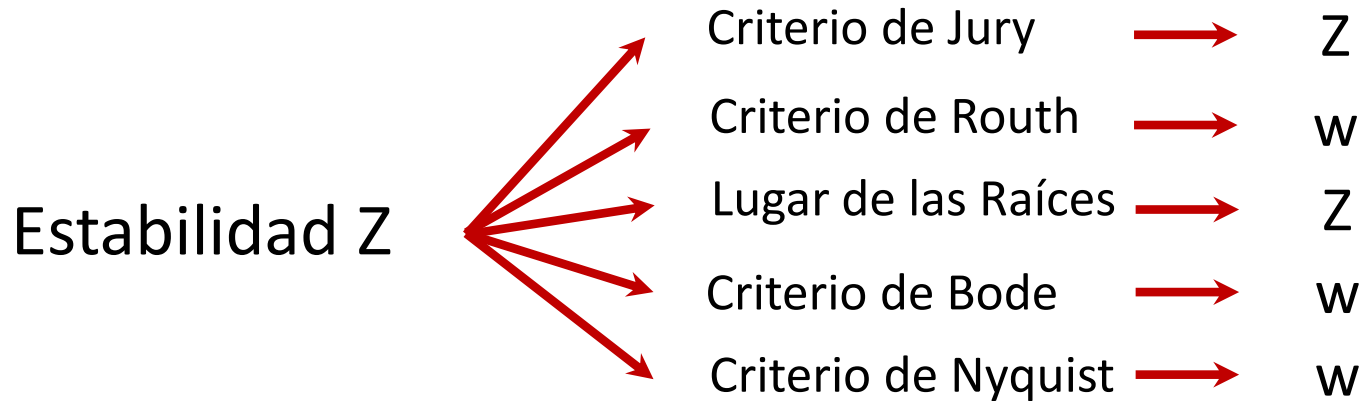 Criterio de Jury Z
Criterio de Routh w
Lugar de las Raíces Z
Estabilidad Z
Criterio de Bode w
Criterio de Nyquist w